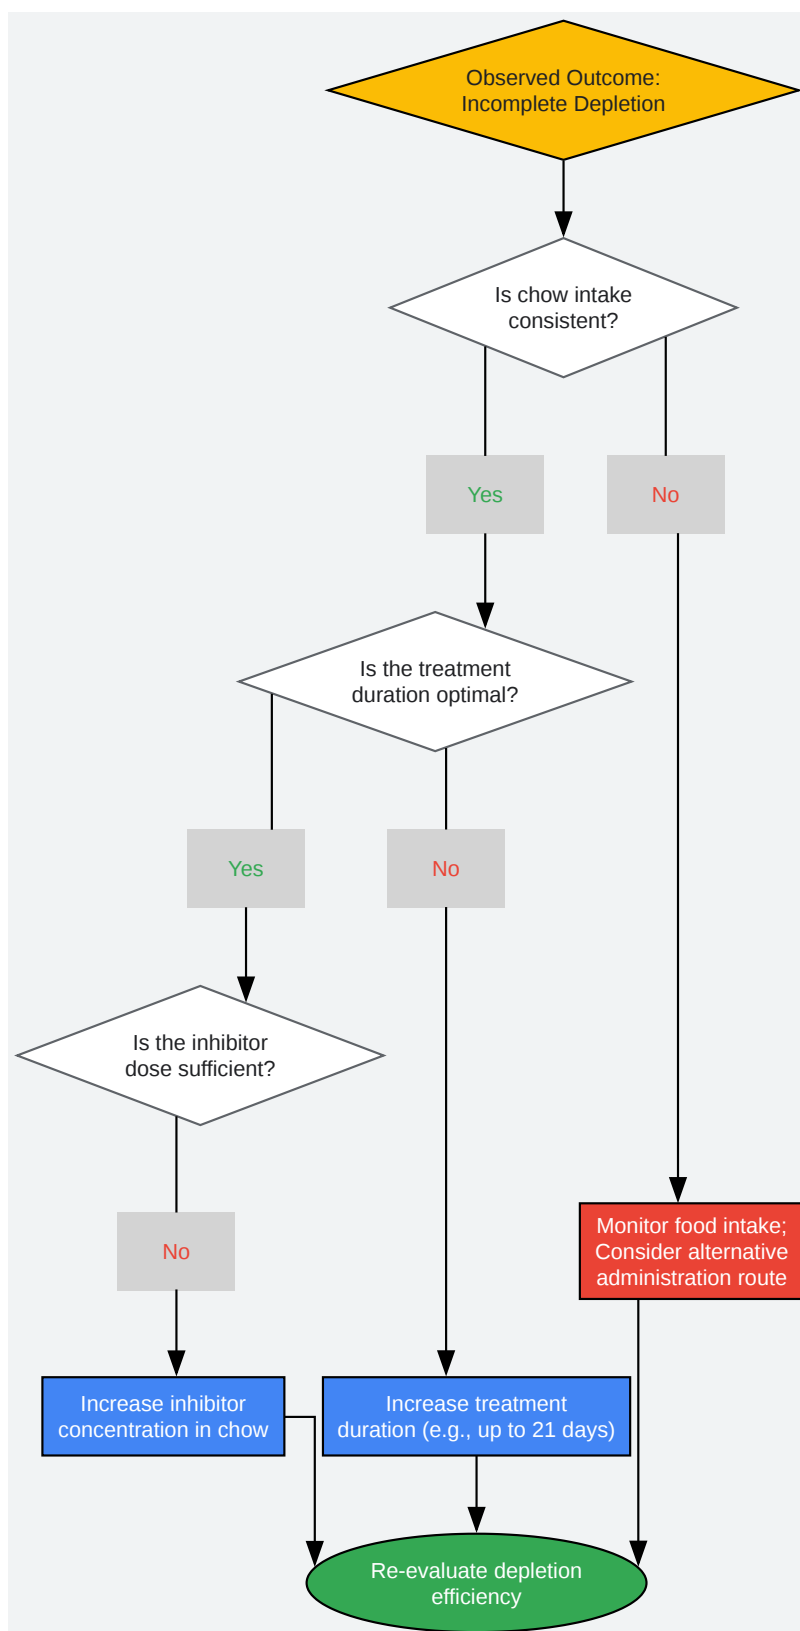 Observed Outcome:
Incomplete Depletion
Is chow intake
consistent?
Yes
No
Is the treatment
duration optimal?
Yes
No
Is the inhibitor
dose sufficient?
No
Monitor food intake;
Consider alternative
administration route
Increase inhibitor
concentration in chow
Increase treatment
duration (e.g., up to 21 days)
Re-evaluate depletion
efficiency